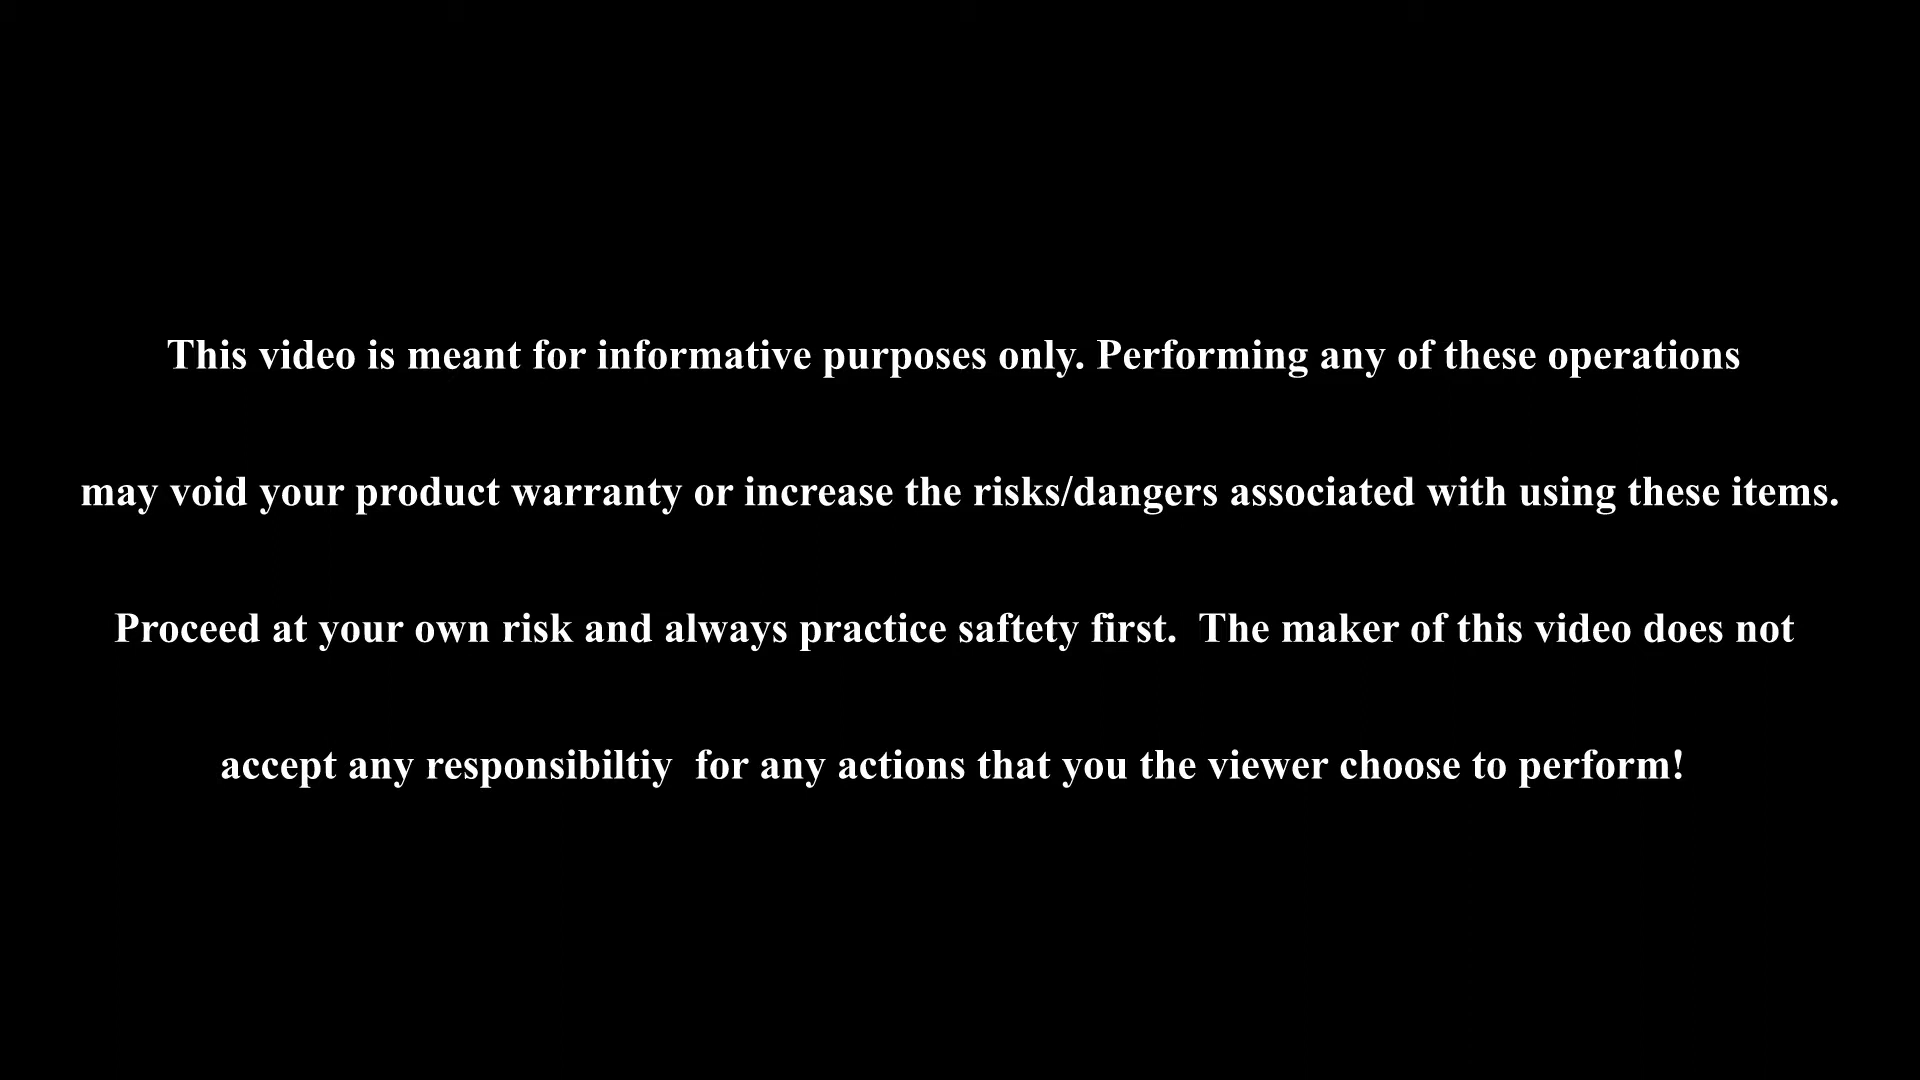 This video is meant for informative purposes only. Performing any of these operations
may void your product warranty or increase the risks/dangers associated with using these items.
Proceed at your own risk and always practice saftety first.  The maker of this video does not
accept any responsibiltiy  for any actions that you the viewer choose to perform!